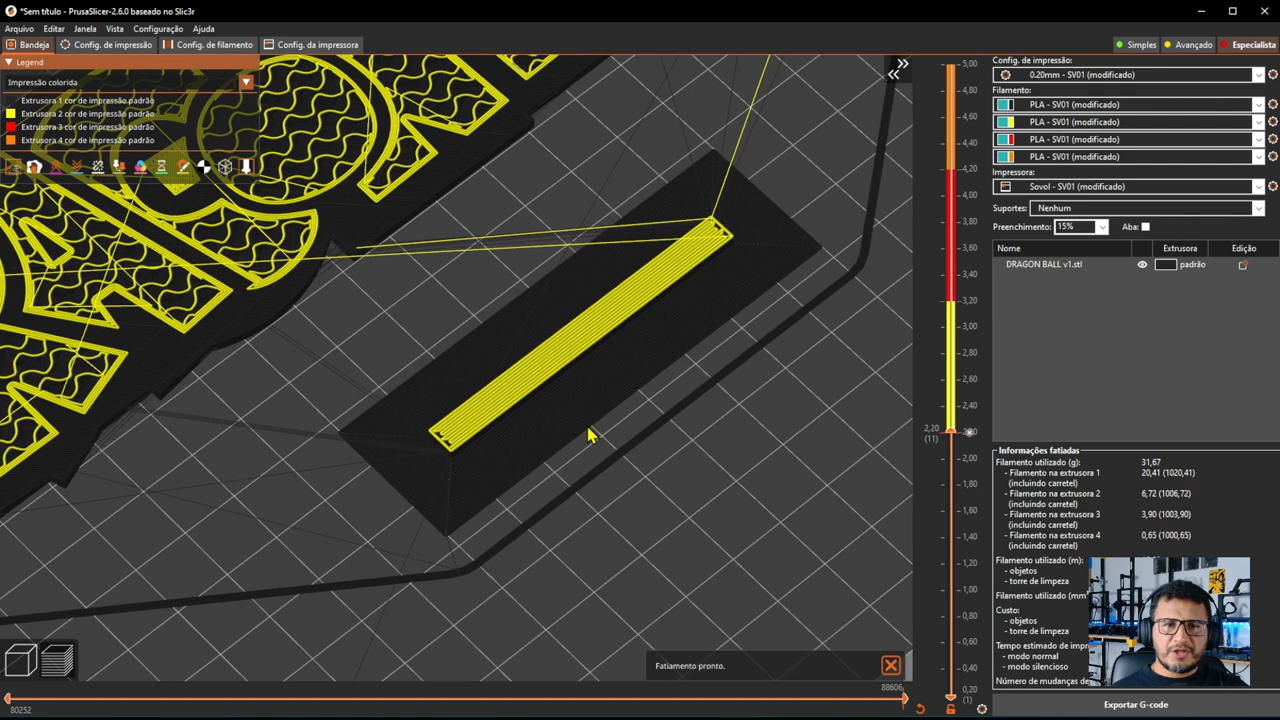 *Sem título - PrusaSlicer-2.6.0 baseado no Slic3r
Arquivo Editar Janela Vista Configuração Ajuda
Bandeja Config. de impressão Config. de filamento Config. da impressora Simples Avançado Especialista
Legend
Impressão colorida
Extrusora 1 cor de impressão padrão
Extrusora 2 cor de impressão padrão
Extrusora 3 cor de impressão padrão
Extrusora 4 cor de impressão padrão
5,00
4,80
4,60
4,40
4,20
4,00
3,80
3,60
3,40
3,20
3,00
2,80
2,60
2,40
2,20
(11)
2,00
1,80
1,60
1,40
1,20
1,00
0,80
0,60
0,40
0,20
(1)
Config. de impressão:
0.20mm - SV01 (modificado)
Filamento:
PLA - SV01 (modificado)
PLA - SV01 (modificado)
PLA - SV01 (modificado)
PLA - SV01 (modificado)
Impressora:
Sovol - SV01 (modificado)
Suportes: Nenhum
Preenchimento: 15% Aba:
Nome Extrusora Edição
DRAGON BALL v1.stl padrão
Informações fatiadas
Filamento utilizado (g): 31,67
- Filamento na extrusora 1 20,41 (1020,41)
(incluindo carretel)
- Filamento na extrusora 2 6,72 (1006,72)
(incluindo carretel)
- Filamento na extrusora 3 3,90 (1003,90)
(incluindo carretel)
- Filamento na extrusora 4 0,65 (1000,65)
(incluindo carretel)
Filamento utilizado (m):
- objetos
- torre de limpeza
Filamento utilizado (mm
Custo:
- objetos
- torre de limpeza
Tempo estimado de impr
- modo normal
- modo silencioso
Número de mudanças de
Fatiamento pronto.
88606
80252
Exportar G-code